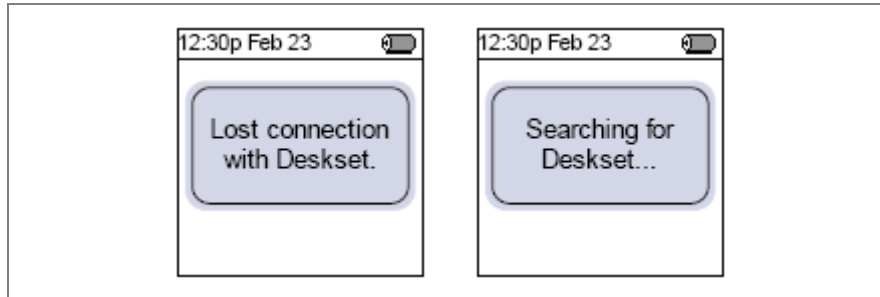 12:30p Feb 23
Lost connection
with Deskset.
12:30p Feb 23
Searching for
Deskset...